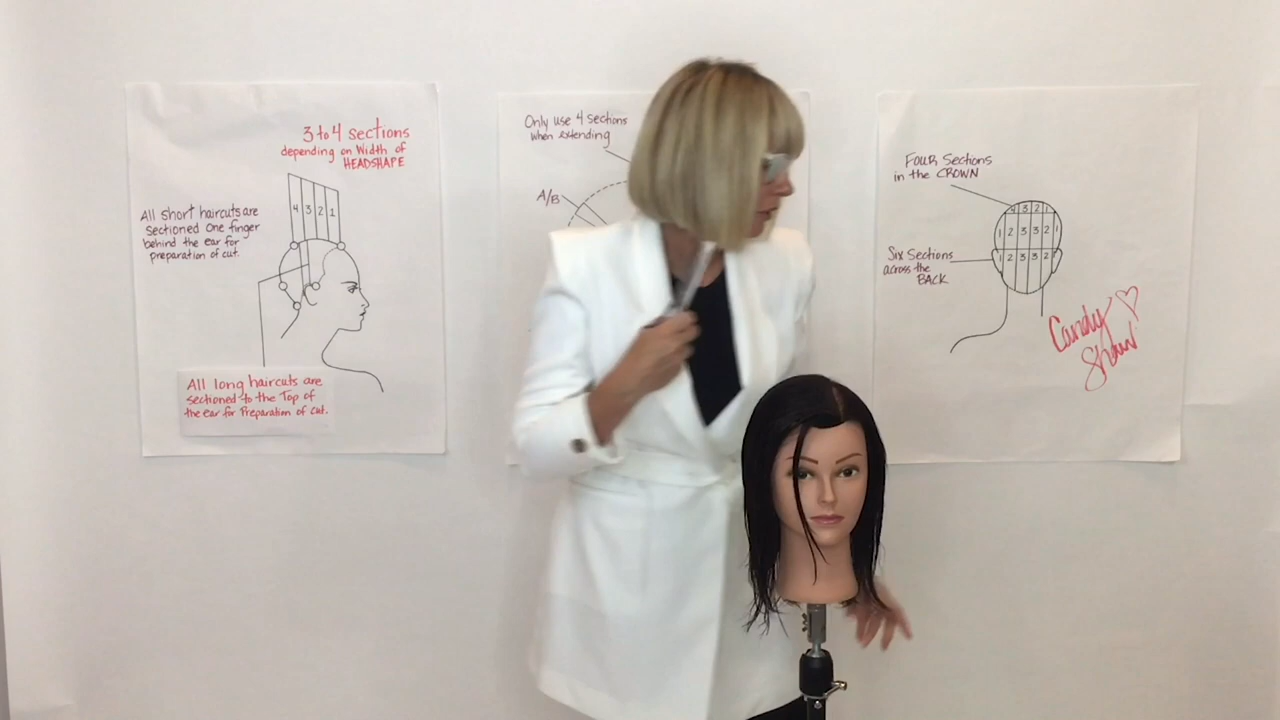 3 to 4 sections
depending on Width of
HEADSHAPE
4 3 2 1
All short haircuts are
sectioned one finger
behind the ear for
preparation of cut.
All long haircuts are
sectioned to the Top of
the ear for Preparation of cut.
Only use 4 sections
when extending
A/B
FOUR Sections
in the CROWN
4 3 2 1
1 2 3 3 2 1
Six Sections
across the
BACK
1 2 3 3 2
Candy
Shaw